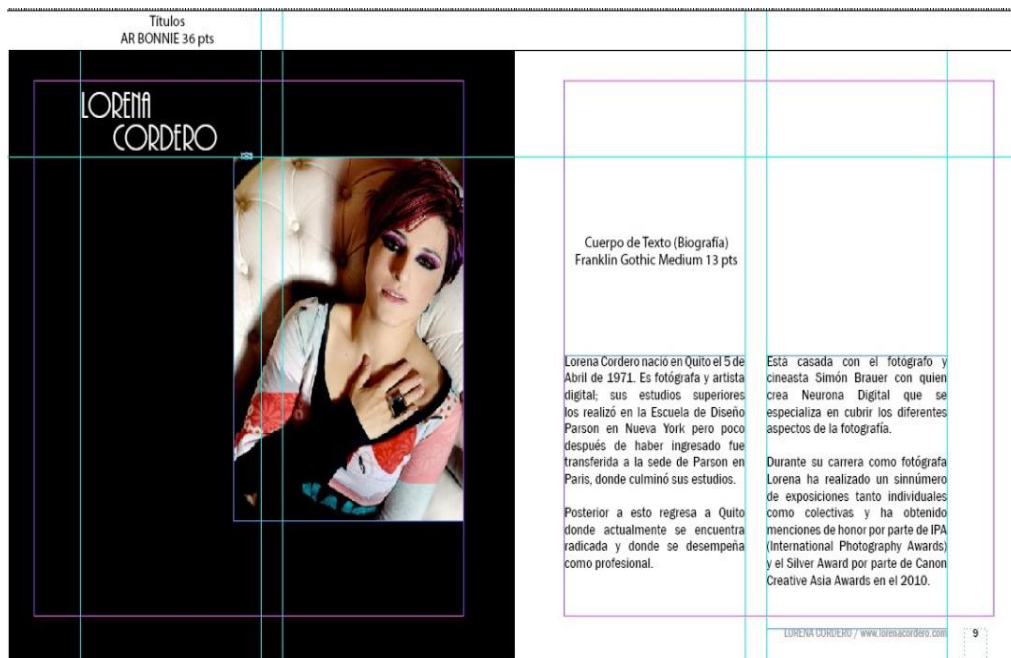 Títulos
AR BONNIE 36 pts
LORENA
CORDERO
Cuerpo de Texto (Biografía)
Franklin Gothic Medium 13 pts
Lorena Cordero nació en Quito el 5 de
Abril de 1971. Es fotógrafa y artista
digital; sus estudios superiores
los realizó en la Escuela de Diseño
Parson en Nueva York pero poco
después de haber ingresado fue
transferida a la sede de Parson en
Paris, donde culminó sus estudios.
Posterior a esto regresa a Quito
donde actualmente se encuentra
radicada y donde se desempeña
como profesional.
Está casada con el fotógrafo y
cineasta Simón Brauer con quien
crea Neurona Digital que se
especializa en cubrir los diferentes
aspectos de la fotografía.
Durante su carrera como fotógrafa
Lorena ha realizado un sinnúmero
de exposiciones tanto individuales
como colectivas y ha obtenido
menciones de honor por parte de IPA
(International Photography Awards)
y el Silver Award por parte de Canon
Creative Asia Awards en el 2010.
LORENA CORDERO / www.lorenacordero.com
9